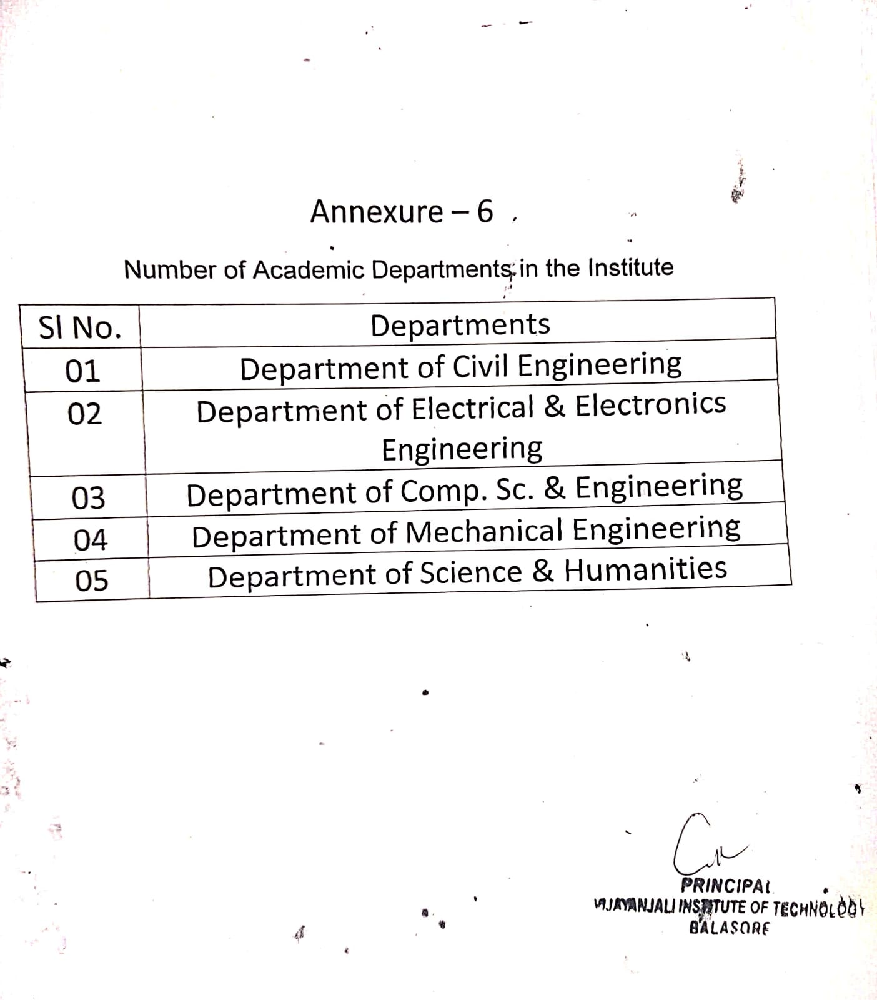 Annexure – 6
Number of Academic Departments in the Institute
Sl No. Departments
01 Department of Civil Engineering
02 Department of Electrical & Electronics
Engineering
03 Department of Comp. Sc. & Engineering
04 Department of Mechanical Engineering
05 Department of Science & Humanities
PRINCIPAL
VIJAYANJALI INSTITUTE OF TECHNOLOGY
BALASORE